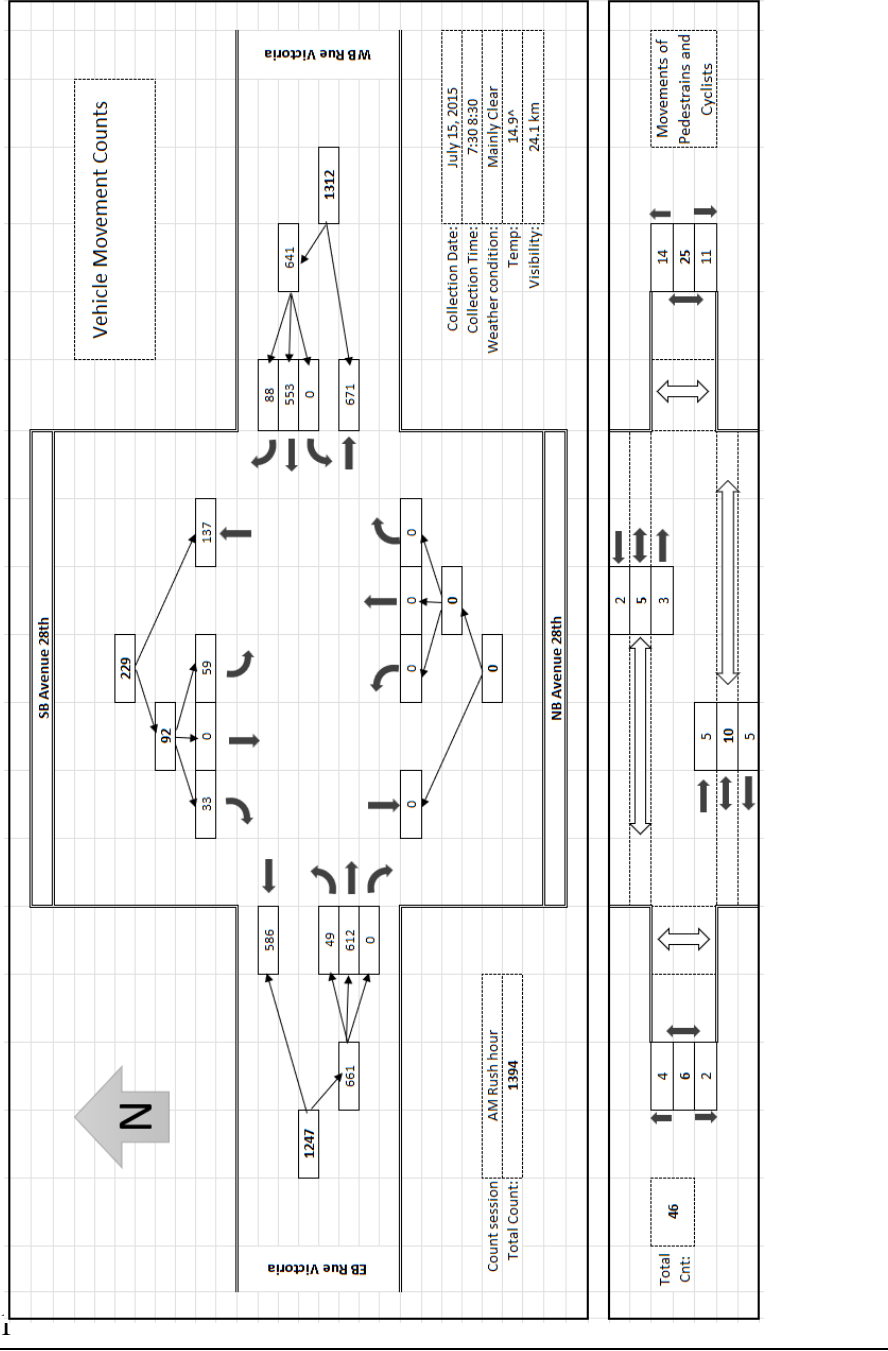 Vehicle Movement Counts
SB Avenue 28th
N
229
92
33 0 59 137
EB Rue Victoria
1247
586
661
49
612
0
WB Rue Victoria
1312
641
88
553
0
671
0 0 0 0
0
0
NB Avenue 28th
Count session AM Rush hour
Total Count: 1394
Collection Date: July 15, 2015
Collection Time: 7:30 8:30
Weather condition: Mainly Clear
Temp: 14.9^
Visibility: 24.1 km
Total
Cnt:
46
4
6
2
2
5
3
5
10
5
14
25
11
Movements of
Pedestrains and
Cyclists